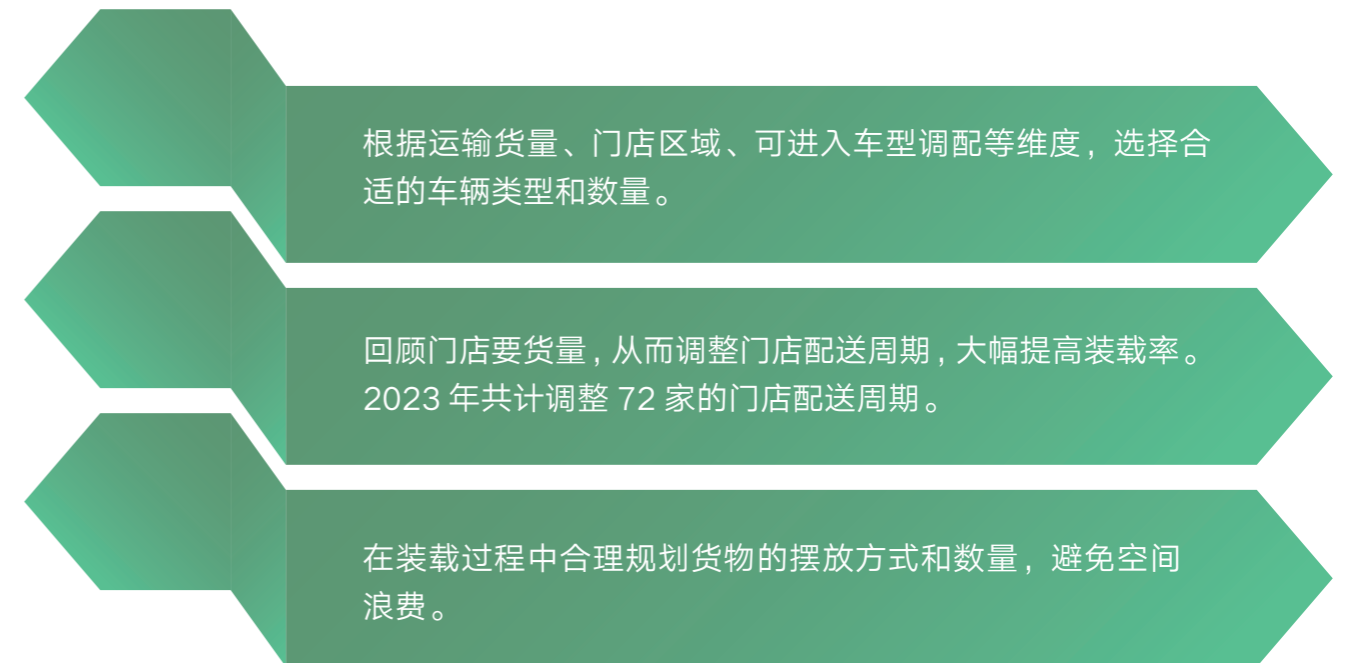 根据运输货量、门店区域、可进入车型调配等维度，选择合
适的车辆类型和数量。
回顾门店要货量，从而调整门店配送周期，大幅提高装载率。
2023 年共计调整 72 家的门店配送周期。
在装载过程中合理规划货物的摆放方式和数量，避免空间
浪费。